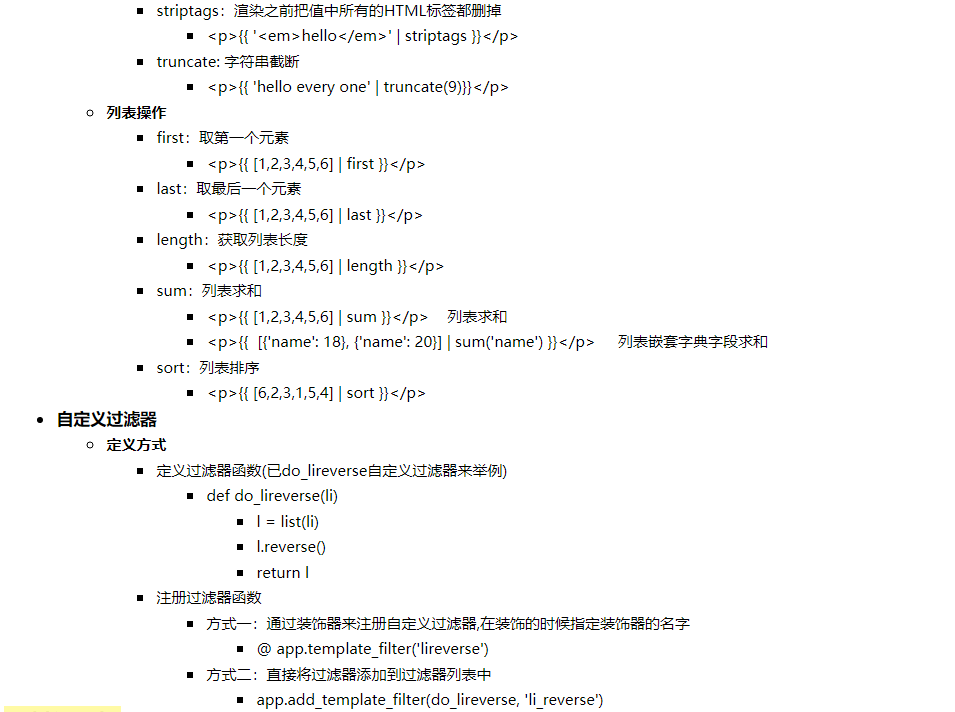 striptags：渲染之前把值中所有的HTML标签都删掉
<p>{{ '<em>hello</em>' | striptags }}</p>
truncate: 字符串截断
<p>{{ 'hello every one' | truncate(9)}}</p>
列表操作
first：取第一个元素
<p>{{ [1,2,3,4,5,6] | first }}</p>
last：取最后一个元素
<p>{{ [1,2,3,4,5,6] | last }}</p>
length：获取列表长度
<p>{{ [1,2,3,4,5,6] | length }}</p>
sum：列表求和
<p>{{ [1,2,3,4,5,6] | sum }}</p> 列表求和
<p>{{ [{'name': 18}, {'name': 20}] | sum('name') }}</p> 列表嵌套字典字段求和
sort：列表排序
<p>{{ [6,2,3,1,5,4] | sort }}</p>
自定义过滤器
定义方式
定义过滤器函数(已do_lireverse自定义过滤器来举例)
def do_lireverse(li)
l = list(li)
l.reverse()
return l
注册过滤器函数
方式一：通过装饰器来注册自定义过滤器,在装饰的时候指定装饰器的名字
@ app.template_filter('lireverse')
方式二：直接将过滤器添加到过滤器列表中
app.add_template_filter(do_lireverse, 'li_reverse')